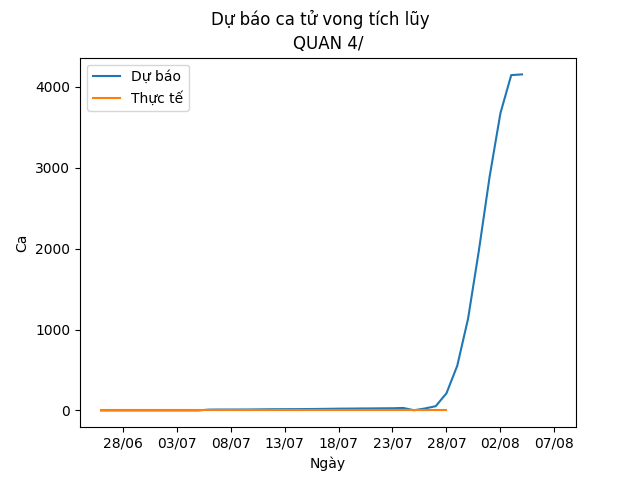 Dự báo ca tử vong tích lũy
QUAN 4/
Dự báo
Thực tế
4000
3000
2000
1000
0
Ca
28/06 03/07 08/07 13/07 18/07 23/07 28/07 02/08 07/08
Ngày